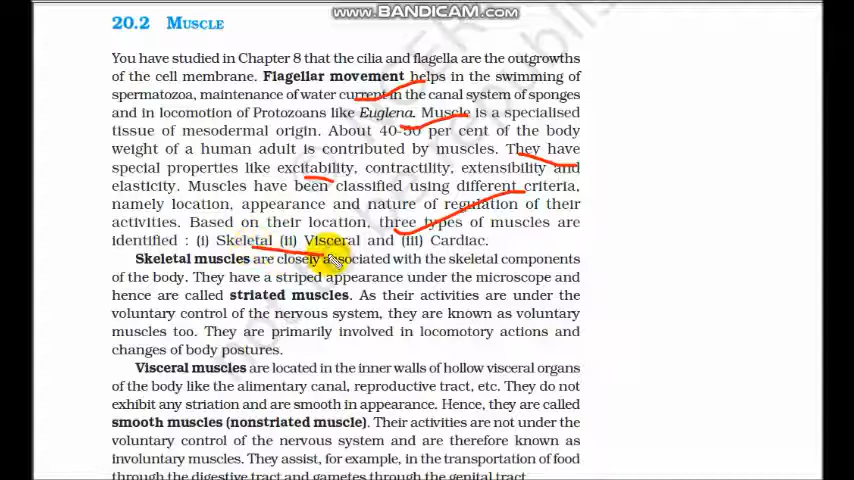 www.BANDICAM.com
20.2 MUSCLE
You have studied in Chapter 8 that the cilia and flagella are the outgrowths
of the cell membrane. Flagellar movement helps in the swimming of
spermatozoa, maintenance of water current in the canal system of sponges
and in locomotion of Protozoans like Euglena. Muscle is a specialised
tissue of mesodermal origin. About 40-50 per cent of the body
weight of a human adult is contributed by muscles. They have
special properties like excitability, contractility, extensibility and
elasticity. Muscles have been classified using different criteria,
namely location, appearance and nature of regulation of their
activities. Based on their location, three types of muscles are
identified : (i) Skeletal (ii) Visceral and (iii) Cardiac.
Skeletal muscles are closely associated with the skeletal components
of the body. They have a striped appearance under the microscope and
hence are called striated muscles. As their activities are under the
voluntary control of the nervous system, they are known as voluntary
muscles too. They are primarily involved in locomotory actions and
changes of body postures.
Visceral muscles are located in the inner walls of hollow visceral organs
of the body like the alimentary canal, reproductive tract, etc. They do not
exhibit any striation and are smooth in appearance. Hence, they are called
smooth muscles (nonstriated muscle). Their activities are not under the
voluntary control of the nervous system and are therefore known as
involuntary muscles. They assist, for example, in the transportation of food
through the digestive tract and gametes through the genital tract.